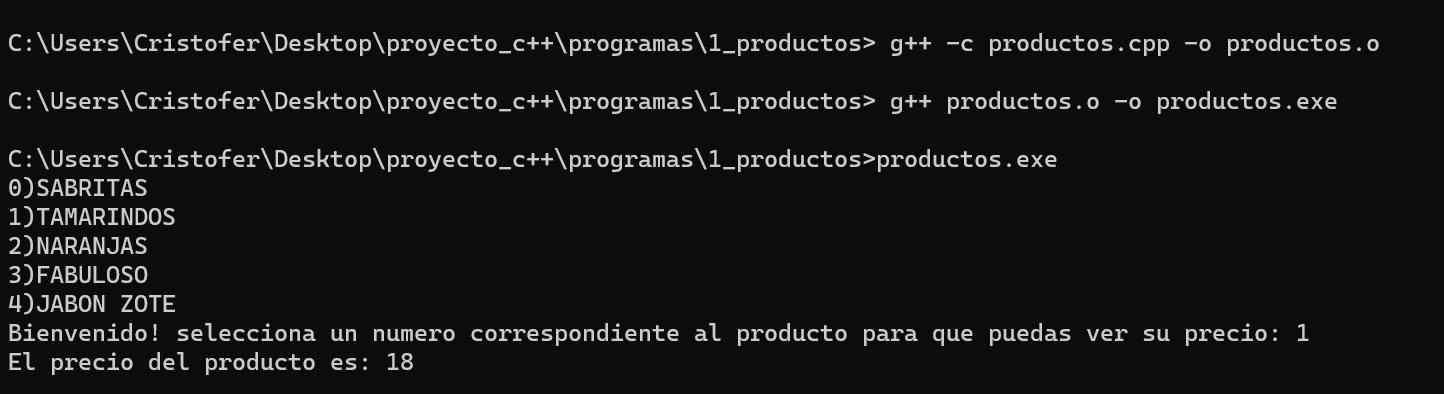 C:\Users\Cristofer\Desktop\proyecto_c++\programas\1_productos> g++ -c productos.cpp -o productos.o
C:\Users\Cristofer\Desktop\proyecto_c++\programas\1_productos> g++ productos.o -o productos.exe
C:\Users\Cristofer\Desktop\proyecto_c++\programas\1_productos>productos.exe
0)SABRITAS
1)TAMARINDOS
2)NARANJAS
3)FABULOSO
4)JABON ZOTE
Bienvenido! selecciona un numero correspondiente al producto para que puedas ver su precio: 1
El precio del producto es: 18